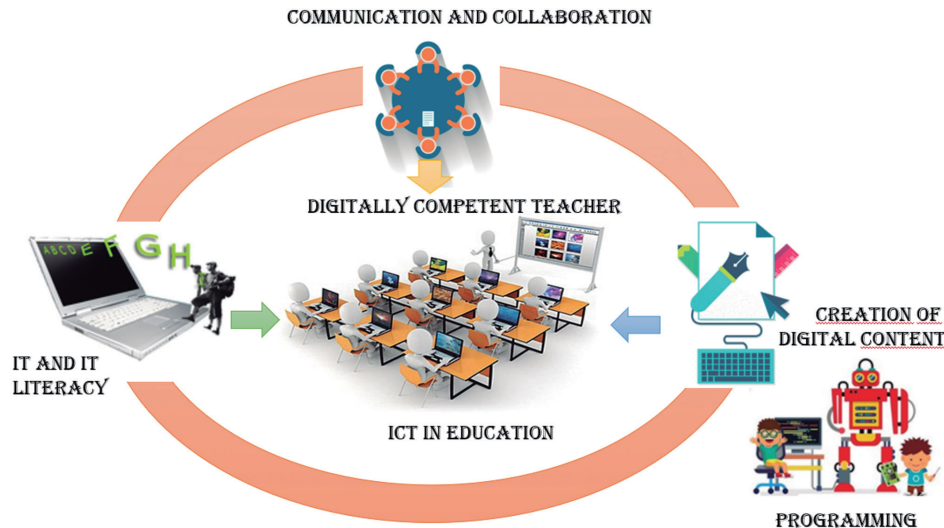 COMMUNICATION AND COLLABORATION
DIGITALLY COMPETENT TEACHER
ABCDEFGH
IT AND IT
LITERACY
CREATION OF
DIGITAL CONTENT
ICT IN EDUCATION
PROGRAMMING